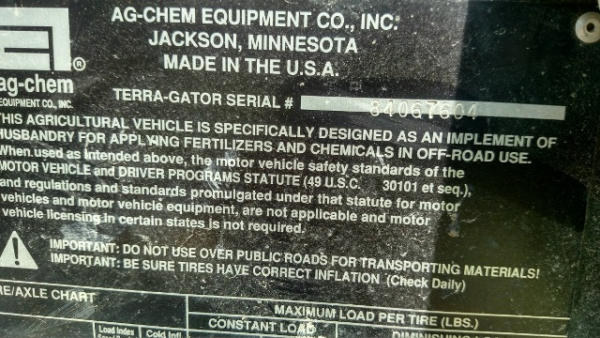 AG-CHEM EQUIPMENT CO., INC.
JACKSON, MINNESOTA
MADE IN THE U.S.A.
®
ag-chem
EQUIPMENT CO., INC.
TERRA-GATOR SERIAL # 84067604
THIS AGRICULTURAL VEHICLE IS SPECIFICALLY DESIGNED AS AN IMPLEMENT OF
HUSBANDRY FOR APPLYING FERTILIZERS AND CHEMICALS IN OFF-ROAD USE.
When used as intended above, the motor vehicle safety standards of the
MOTOR VEHICLE and DRIVER PROGRAMS STATUTE (49 U.S.C. 30101 et seq.),
and regulations and standards promulgated under that statute for motor
vehicles and motor vehicle equipment, are not applicable and motor
vehicle licensing in certain states is not required.
IMPORTANT: DO NOT USE OVER PUBLIC ROADS FOR TRANSPORTING MATERIALS!
IMPORTANT: BE SURE TIRES HAVE CORRECT INFLATION (Check Daily)
RE/AXLE CHART
MAXIMUM LOAD PER TIRE (LBS.)
Load Index
Cold Infl.
CONSTANT LOAD
DIMINISHING